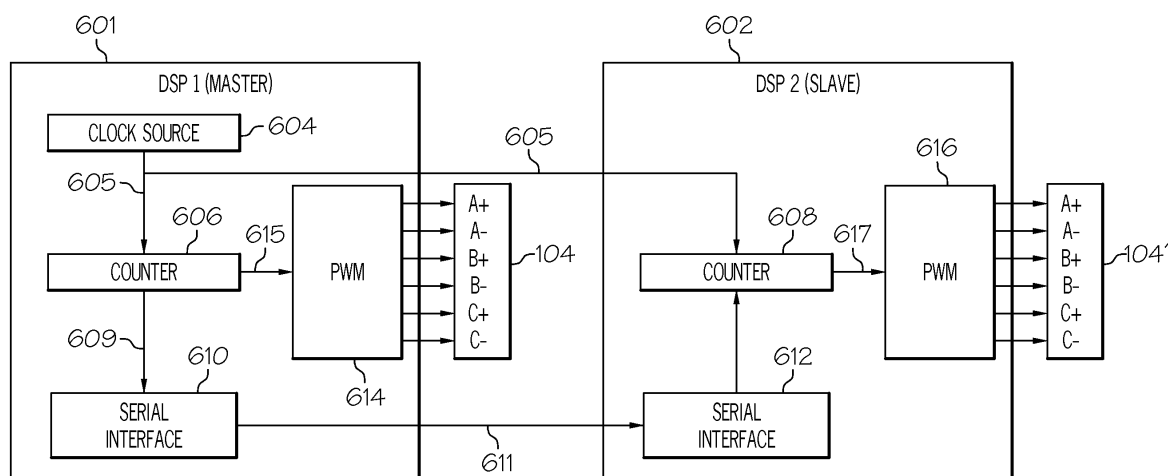 601
602
DSP 1 (MASTER)
DSP 2 (SLAVE)
CLOCK SOURCE
604
605
605
616
606
615
608
617
COUNTER
PWM
A+
A-
B+
B-
C+
C-
104
COUNTER
PWM
A+
A-
B+
B-
C+
C-
104'
609
610
614
612
SERIAL
INTERFACE
611
SERIAL
INTERFACE